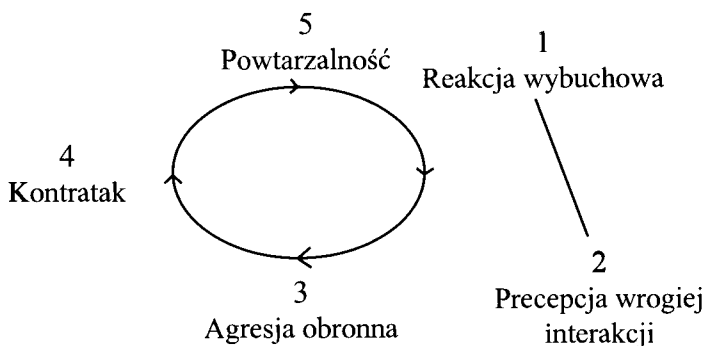 5
Powtarzalność
1
Reakcja wybuchowa
4
Kontratak
2
Precepcja wrogiej
interakcji
3
Agresja obronna